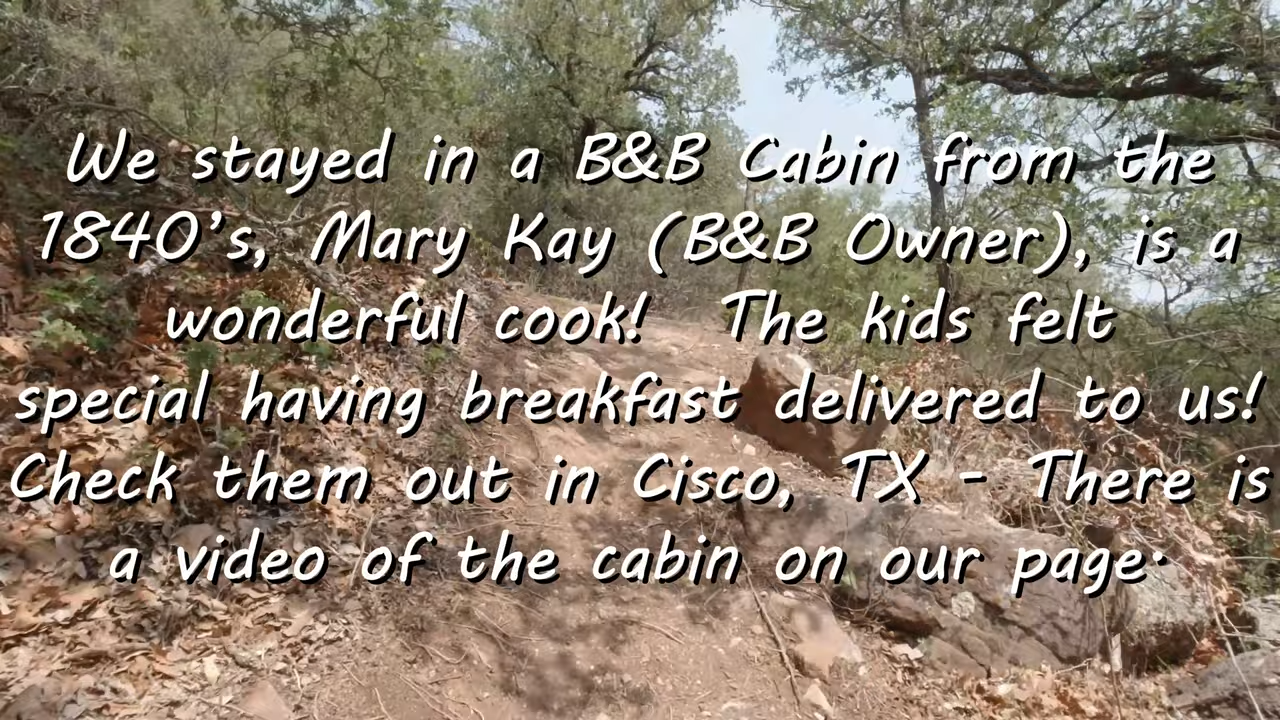 We stayed in a B&B Cabin from the
1840's, Mary Kay (B&B Owner), is a
wonderful cook!  The kids felt
special having breakfast delivered to us!
Check them out in Cisco, TX - There is
a video of the cabin on our page.